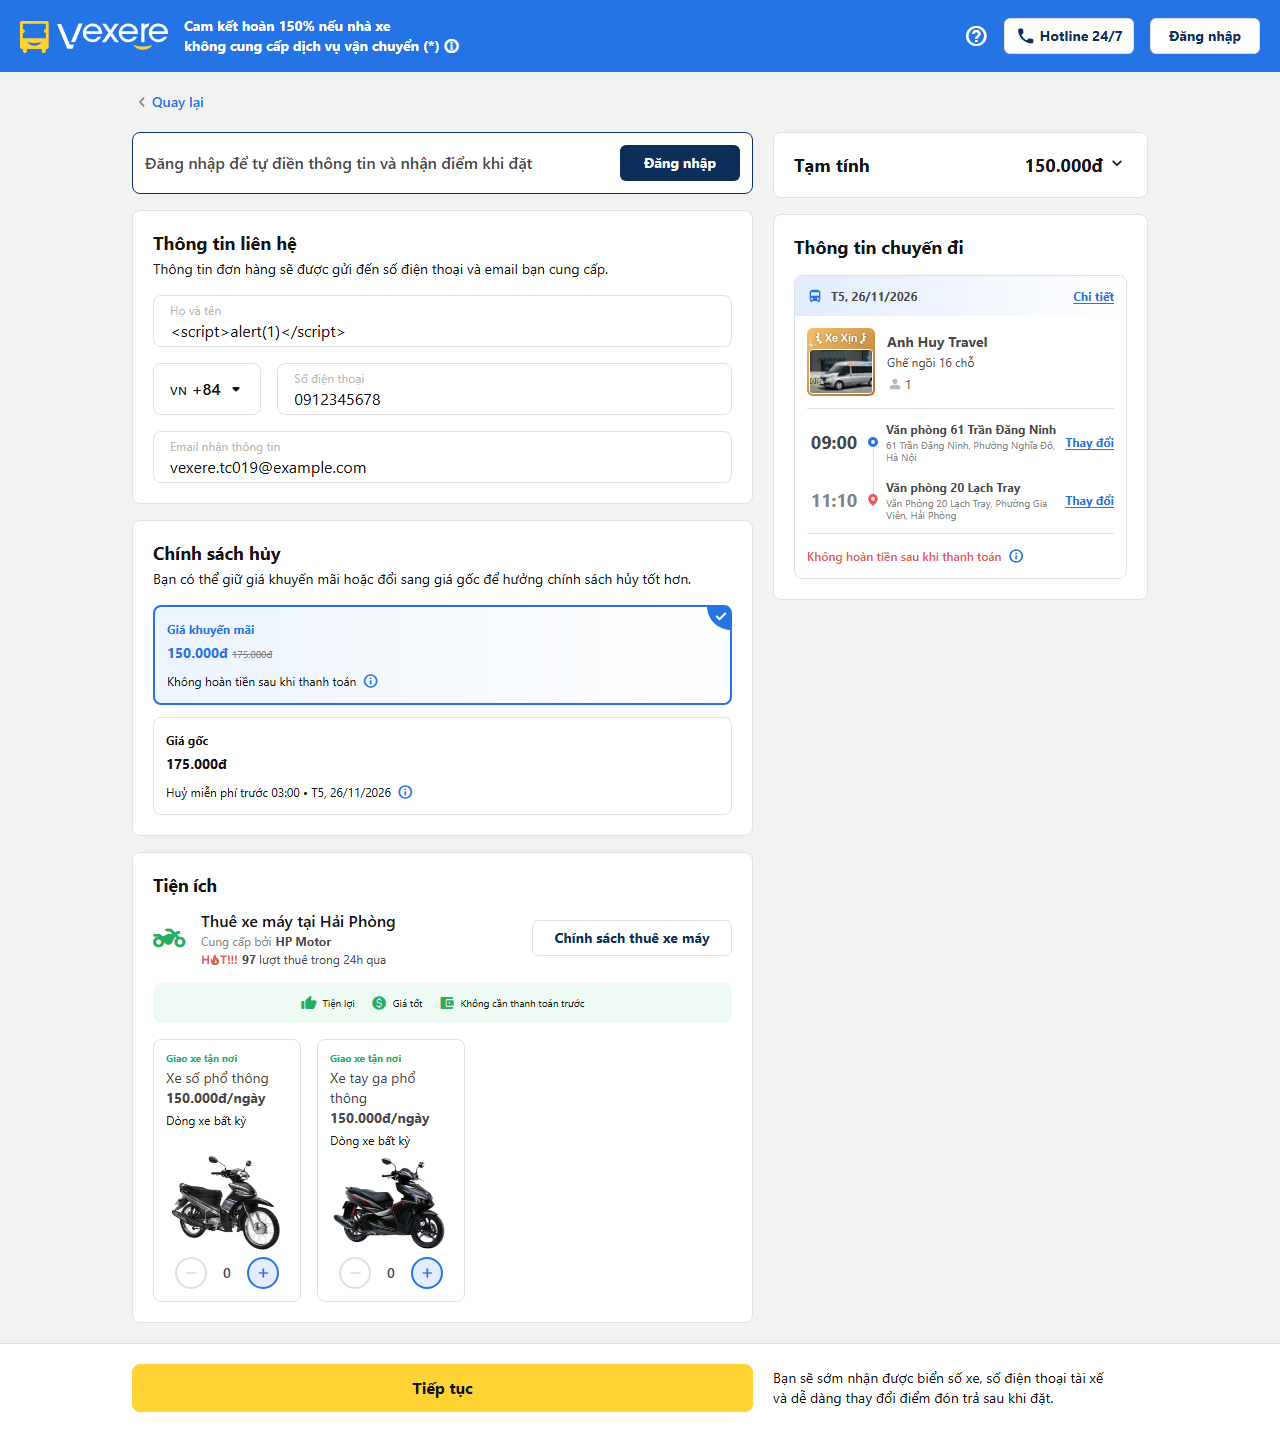 vexere
Cam kết hoàn 150% nếu nhà xe
không cung cấp dịch vụ vận chuyển (*)
Hotline 24/7
Đăng nhập
Quay lại
Đăng nhập để tự điền thông tin và nhận điểm khi đặt
Đăng nhập
Thông tin liên hệ
Thông tin đơn hàng sẽ được gửi đến số điện thoại và email bạn cung cấp.
Họ và tên
<script>alert(1)</script>
VN +84
Số điện thoại
0912345678
Email nhận thông tin
vexere.tc019@example.com
Chính sách hủy
Bạn có thể giữ giá khuyến mãi hoặc đổi sang giá gốc để hưởng chính sách hủy tốt hơn.
Giá khuyến mãi
150.000đ 175.000đ
Không hoàn tiền sau khi thanh toán
Giá gốc
175.000đ
Huỷ miễn phí trước 03:00 • T5, 26/11/2026
Tiện ích
Thuê xe máy tại Hải Phòng
Cung cấp bởi HP Motor
HOT!!! 97 lượt thuê trong 24h qua
Chính sách thuê xe máy
Tiện lợi
Giá tốt
Không cần thanh toán trước
Giao xe tận nơi
Xe số phổ thông
150.000đ/ngày
Dòng xe bất kỳ
0
Giao xe tận nơi
Xe tay ga phổ
thông
150.000đ/ngày
Dòng xe bất kỳ
0
Tạm tính
150.000đ
Thông tin chuyến đi
T5, 26/11/2026
Chi tiết
Xe Xịn
Anh Huy Travel
Ghế ngồi 16 chỗ
1
09:00
Văn phòng 61 Trần Đăng Ninh
61 Trần Đăng Ninh, Phường Nghĩa Đô,
Hà Nội
Thay đổi
11:10
Văn phòng 20 Lạch Tray
Văn Phòng 20 Lạch Tray, Phường Gia
Viên, Hải Phòng
Thay đổi
Không hoàn tiền sau khi thanh toán
Tiếp tục
Bạn sẽ sớm nhận được biển số xe, số điện thoại tài xế
và dễ dàng thay đổi điểm đón trả sau khi đặt.